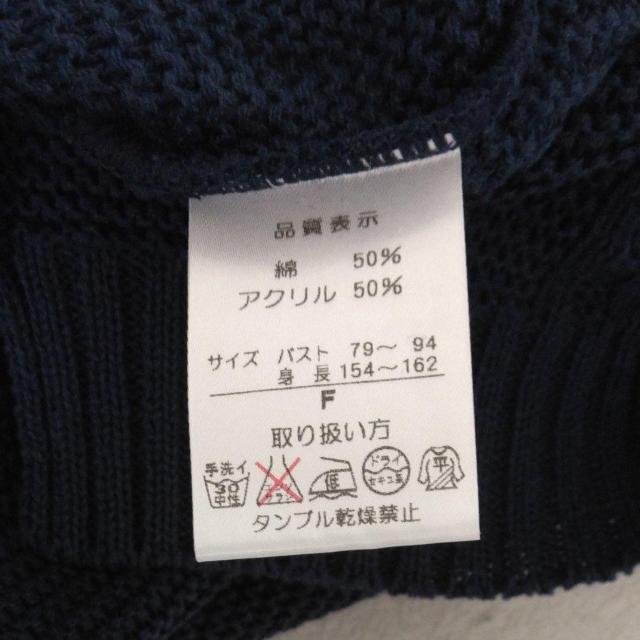 品質表示
綿 50%
アクリル 50%
サイズ バスト 79〜 94
身長 154〜162
F
取り扱い方
手洗イ 中性 低 ドライ セキユ系 平
タンブル乾燥禁止